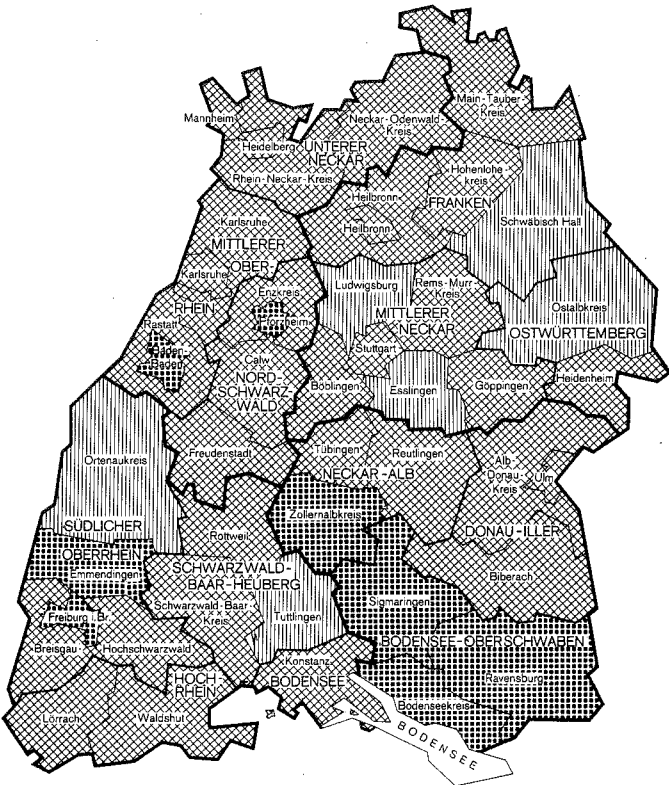 Main-Tauber-
Kreis
Mannheim
Neckar-Odenwald-
Kreis
Heidelberg
UNTERER
NECKAR
Rhein-Neckar-Kreis
Hohenlohe-
kreis
Heilbronn
FRANKEN
Schwäbisch Hall
Heilbronn
Karlsruhe
MITTLERER
OBER-
Karlsruhe
RHEIN
Enzkreis
Pforzheim
Rastatt
Baden-
Baden
Ludwigsburg
Rems-Murr-
Kreis
MITTLERER
NECKAR
Stuttgart
Ostalbkreis
OSTWÜRTTEMBERG
Calw
NORD-
SCHWARZ-
WALD
Böblingen
Esslingen
Göppingen
Heidenheim
Freudenstadt
Tübingen
Reutlingen
NECKAR-ALB
Alb-
Donau-
Kreis
Ulm
Ortenaukreis
Zollernalbkreis
DONAU-ILLER
SÜDLICHER
OBERRHEIN
Emmendingen
Rottweil
SCHWARZWALD-
BAAR-HEUBERG
Biberach
Schwarzwald-Baar-
Kreis
Tuttlingen
Sigmaringen
Freiburg i.Br.
Breisgau-
Hochschwarzwald
BODENSEE-OBERSCHWABEN
Konstanz
HOCH-
RHEIN
BODENSEE
Ravensburg
Bodenseekreis
Lörrach
Waldshut
BODENSEE